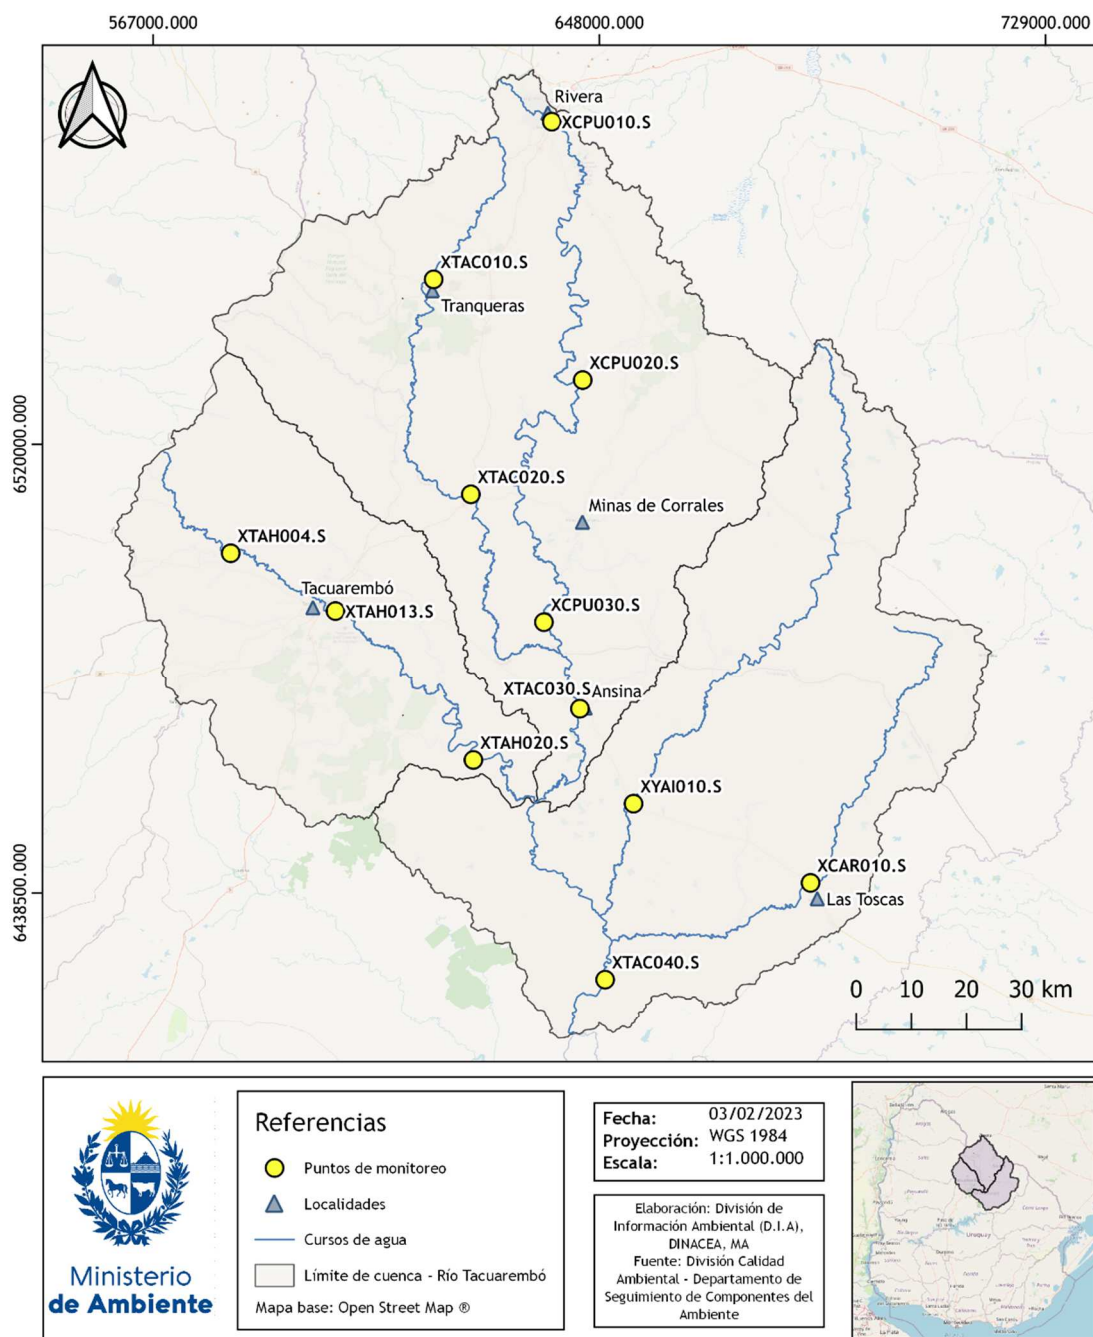 567000.000
648000.000
729000.000
Rivera
XCPU010.S
XTAC010.S
Tranqueras
XCPU020.S
6520000.000
XTAC020.S
Minas de Corrales
XTAH004.S
Tacuarembó
XTAH013.S
XCPU030.S
XTAC030.S
Ansina
XTAH020.S
XYAI010.S
6438500.000
XCAR010.S
Las Toscas
XTAC040.S
0 10 20 30 km
Ministerio
de Ambiente
Referencias
Puntos de monitoreo
Localidades
Cursos de agua
Límite de cuenca - Río Tacuarembó
Mapa base: Open Street Map ®
Fecha: 03/02/2023
Proyección: WGS 1984
Escala: 1:1.000.000
Elaboración: División de
Información Ambiental (D.I.A),
DINACEA, MA
Fuente: División Calidad
Ambiental - Departamento de
Seguimiento de Componentes del
Ambiente
Uruguay